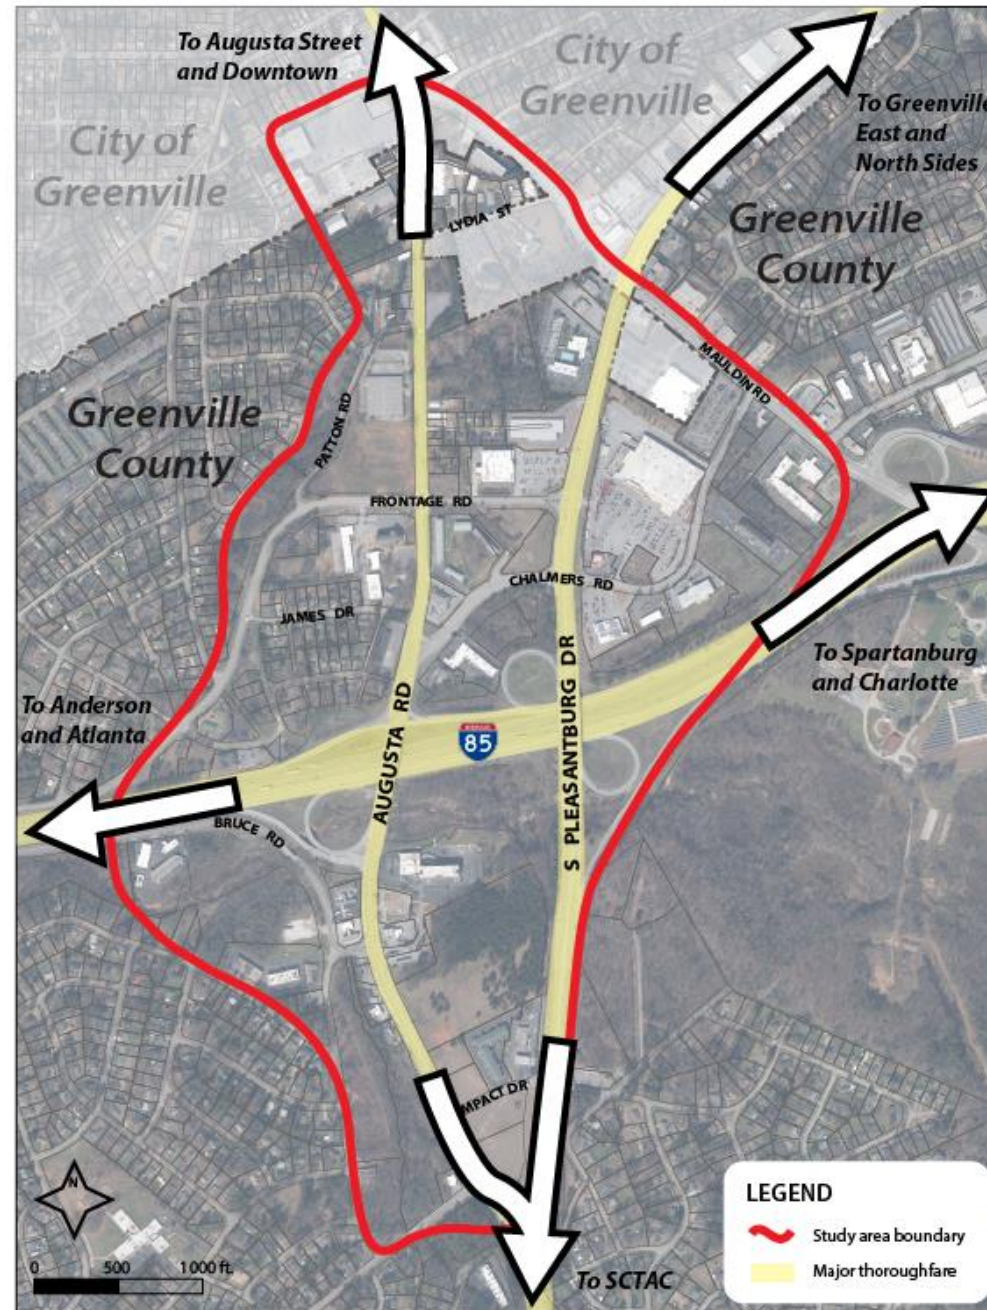 To Augusta Street
and Downtown
City of
Greenville
To Greenville
East and
North Sides
City of
Greenville
LYDIA ST
Greenville
County
MAULDIN RD
Greenville
County
PATTON RD
FRONTAGE RD
CHALMERS RD
JAMES DR
S PLEASANTBURG DR
To Spartanburg
and Charlotte
AUGUSTA RD
To Anderson
and Atlanta
85
BRUCE RD
MPACT DR
N
0 500 1000 ft.
To SCTAC
LEGEND
Study area boundary
Major thoroughfare